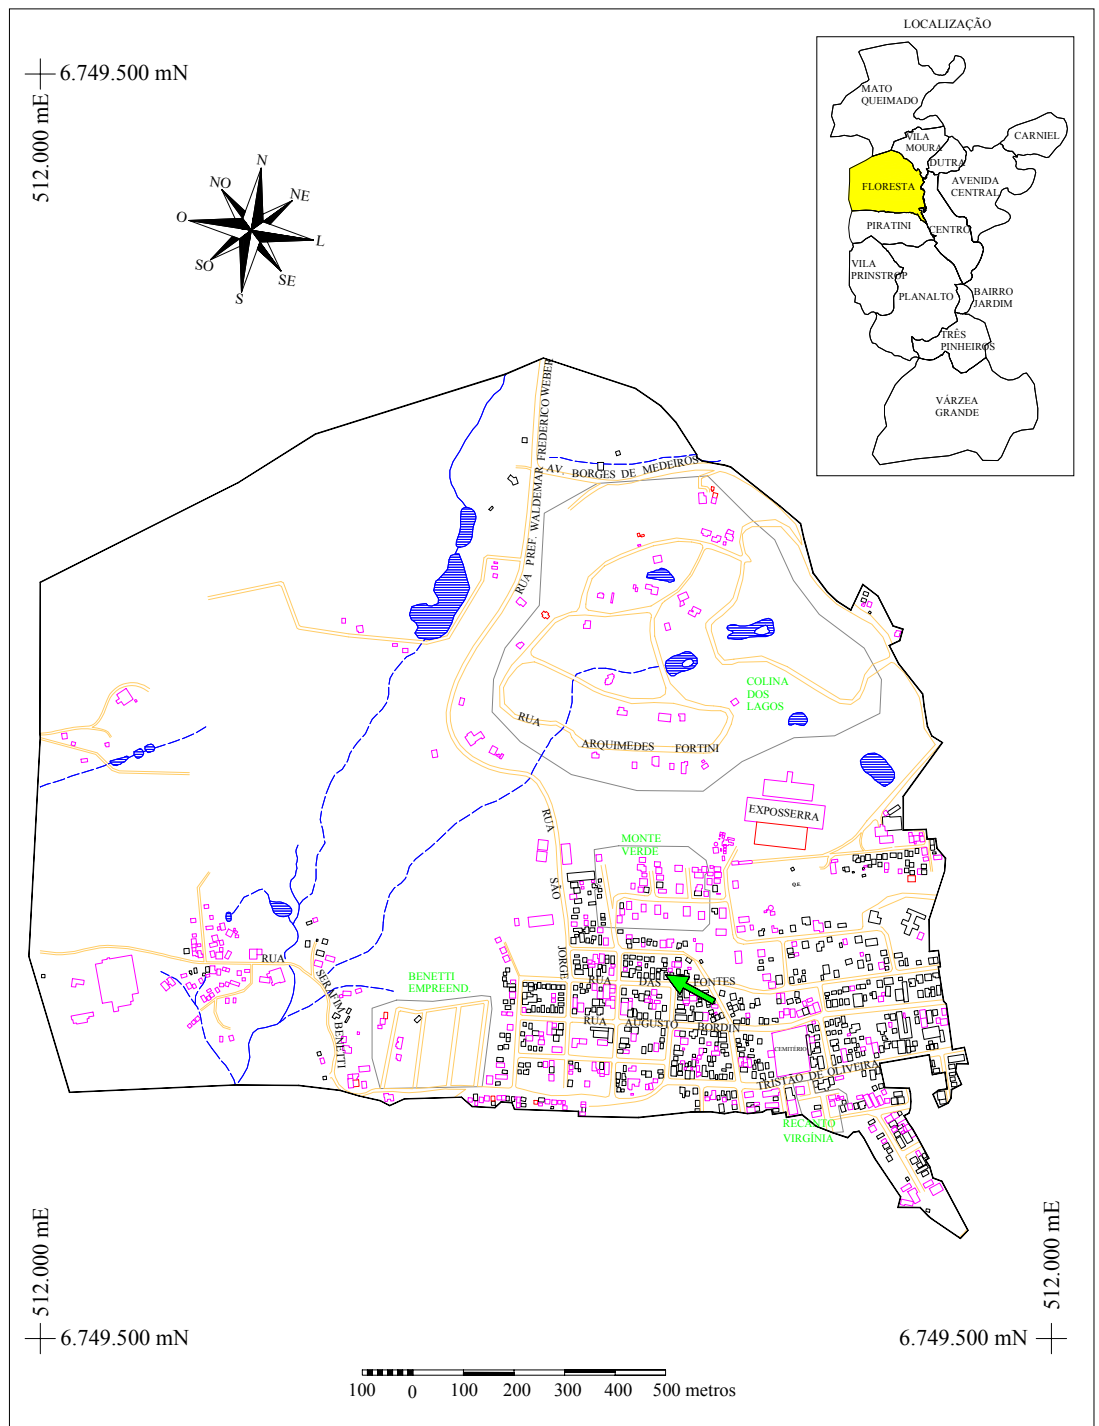 LOCALIZAÇÃO
6.749.500 mN
512.000 mE
MATO
QUEIMADO
VILA
MOURA
CARNIEL
DUTRA
AVENIDA
CENTRAL
FLORESTA
PIRATINI
CENTRO
VILA
PRINSTROP
PLANALTO
BAIRRO
JARDIM
TRÊS
PINHEIROS
VÁRZEA
GRANDE
N
NO
NE
O
L
SO
SE
S
RUA PREF. WALDEMAR FREDERICO WEBER
AV. BORGES DE MEDEIROS
COLINA
DOS
LAGOS
RUA
ARQUIMEDES FORTINI
EXPOSSERRA
MONTE
VERDE
RUA SÃO JORGE
Q.E.
RUA SERAFIM BENETTI
BENETTI
EMPREEND.
RUA DAS FONTES
RUA AUGUSTO BORDIN
CEMITÉRIO
TRISTÃO DE OLIVEIRA
RECANTO
VIRGÍNIA
512.000 mE
6.749.500 mN
512.000 mE
6.749.500 mN
100 0 100 200 300 400 500 metros